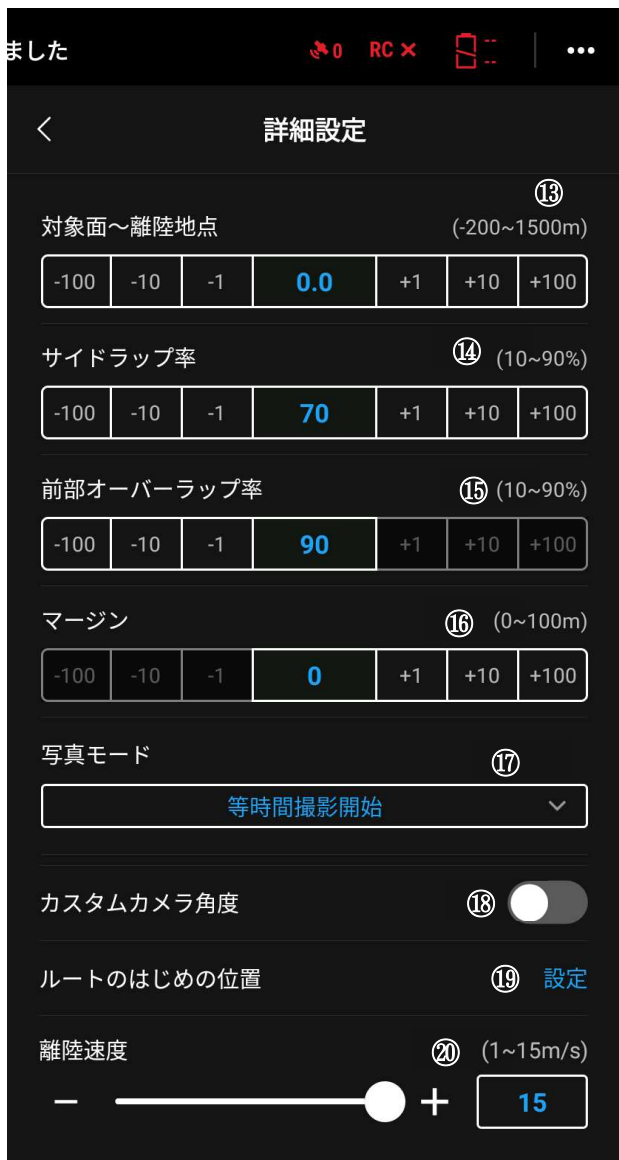 ました 0 RC × -- --
詳細設定
⑬
対象面～離陸地点 (-200~1500m)
-100 -10 -1 0.0 +1 +10 +100
サイドラップ率 ⑭ (10~90%)
-100 -10 -1 70 +1 +10 +100
前部オーバーラップ率 ⑮ (10~90%)
-100 -10 -1 90 +1 +10 +100
マージン ⑯ (0~100m)
-100 -10 -1 0 +1 +10 +100
写真モード ⑰
等時間撮影開始
カスタムカメラ角度 ⑱
ルートのはじめの位置 ⑲ 設定
離陸速度 ⑳ (1~15m/s)
− + 15